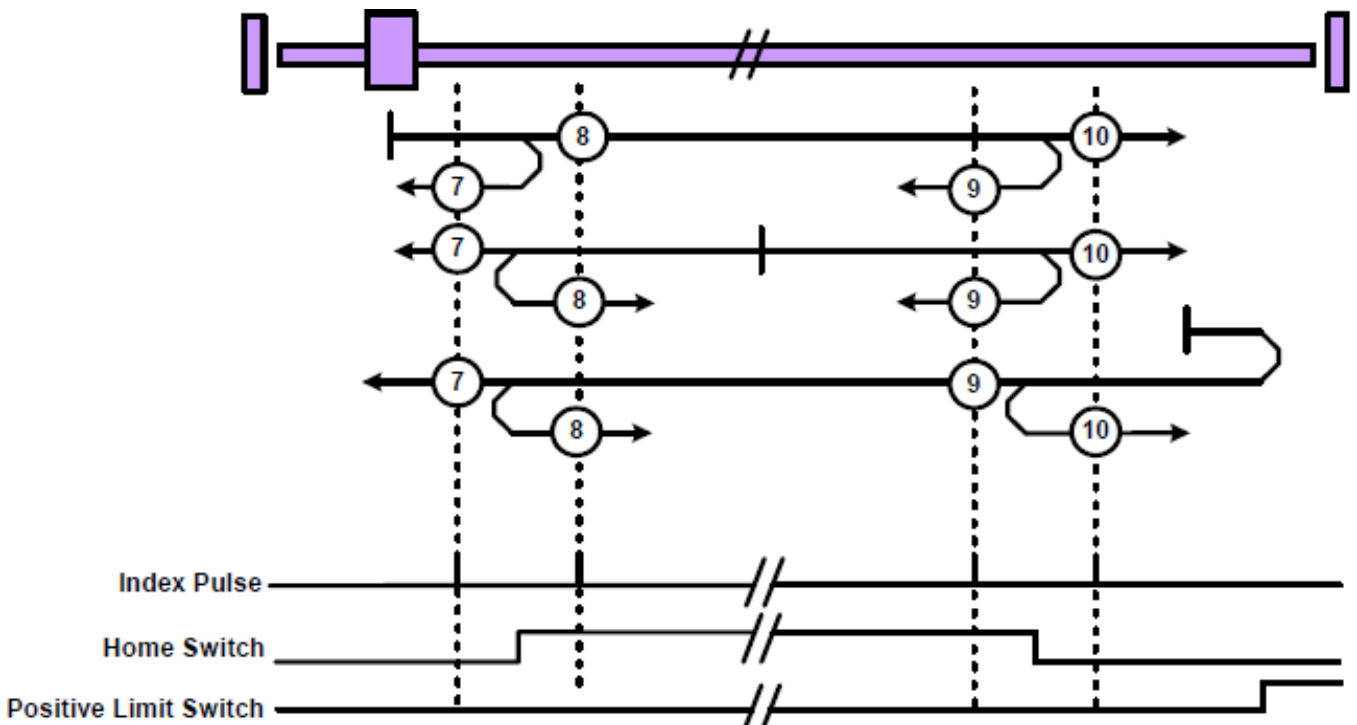 8 10
7 9
7 10
8 9
7 9
8 10
Index Pulse
Home Switch
Positive Limit Switch